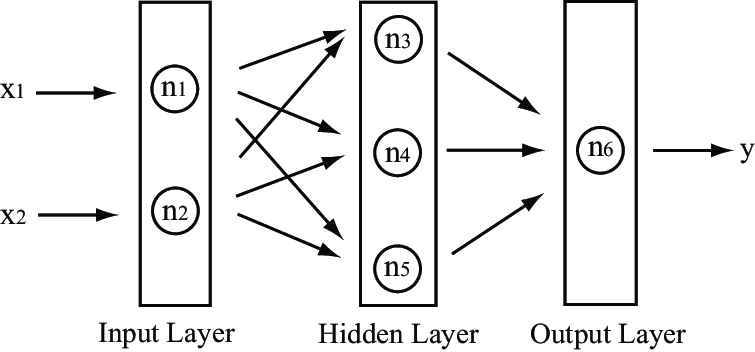 n3
x1 n1
n4 n6 y
x2 n2
n5
Input Layer Hidden Layer Output Layer